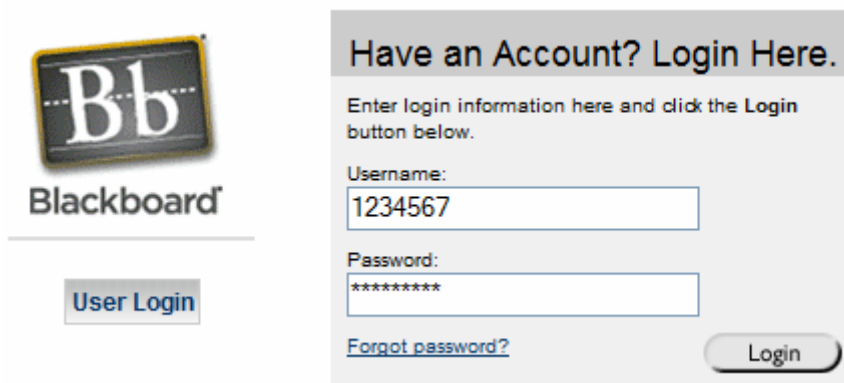 Bb
Blackboard
User Login
Have an Account? Login Here.
Enter login information here and click the Login
button below.
Username:
1234567
Password:
*********
Forgot password?
Login